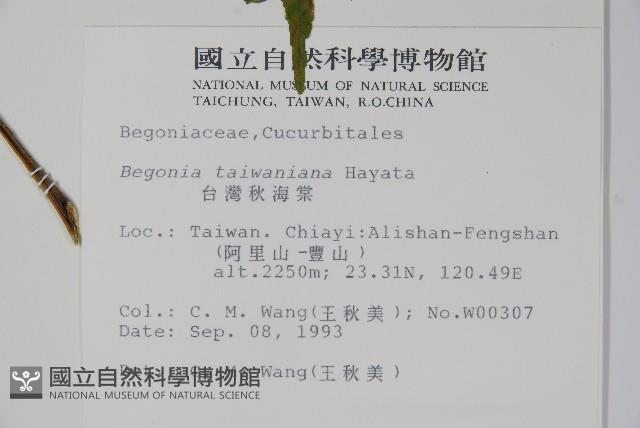 國立自然科學博物館
NATIONAL MUSEUM OF NATURAL SCIENCE
TAICHUNG, TAIWAN, R.O.CHINA
Begoniaceae,Cucurbitales
Begonia taiwaniana Hayata
台灣秋海棠
Loc.: Taiwan. Chiayi:Alishan-Fengshan
(阿里山-豐山)
alt.2250m; 23.31N, 120.49E
Col.: C. M. Wang(王秋美); No.W00307
Date: Sep. 08, 1993
Wang(王秋美)
國立自然科學博物館
NATIONAL MUSEUM OF NATURAL SCIENCE